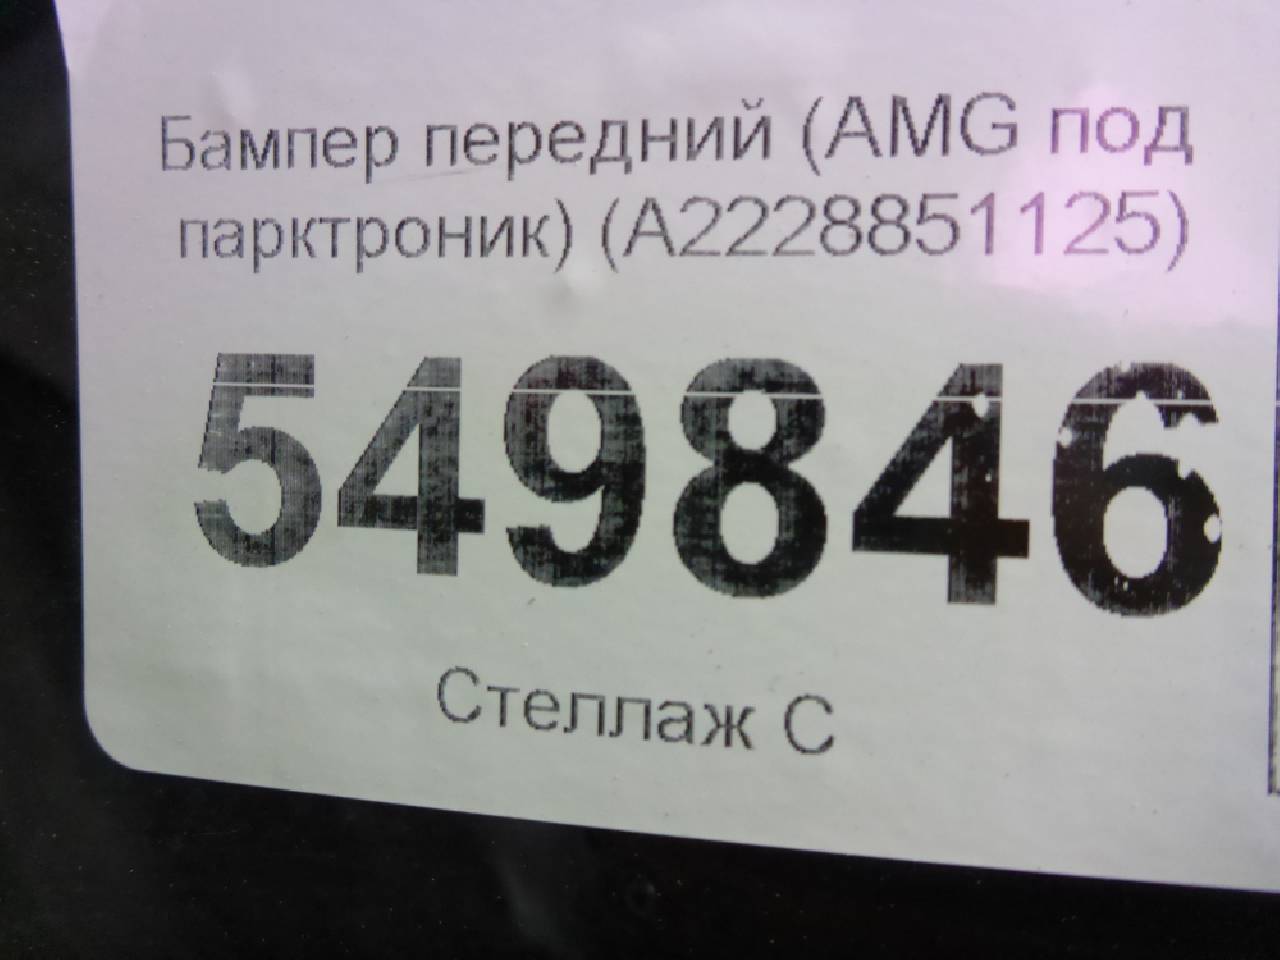 Бампер передний (AMG под
парктроник) (A2228851125)
549846
Стеллаж С